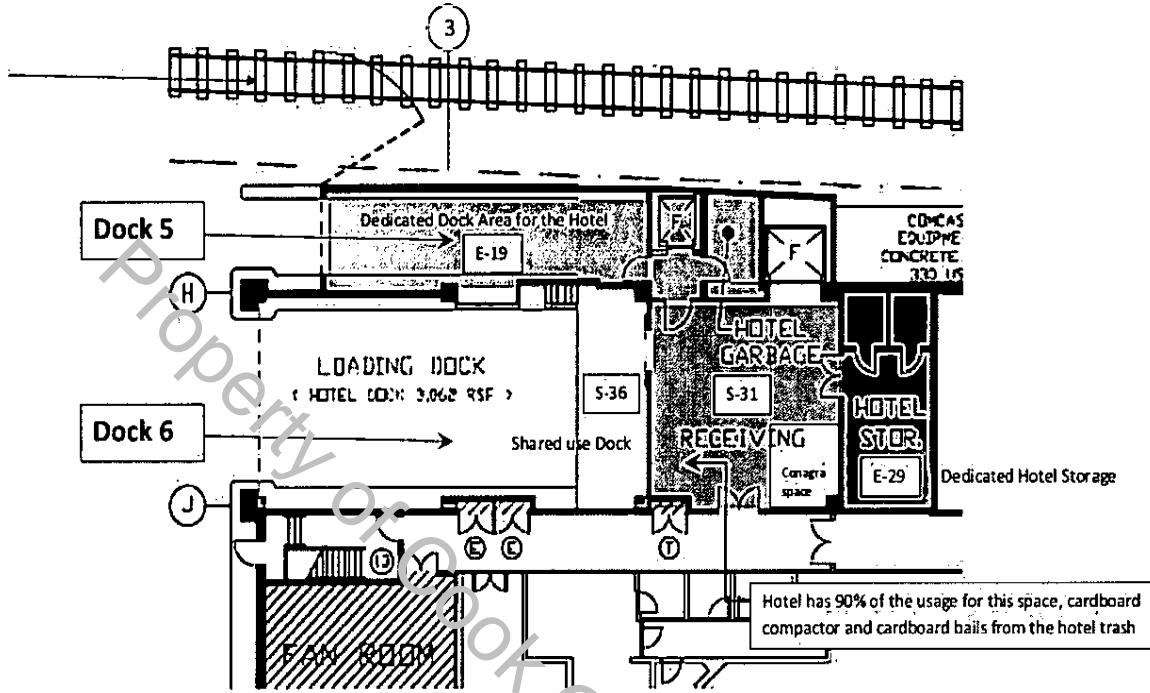 3
Dock 5
Dedicated Dock Area for the Hotel
E-19
F
F
COMCAS
EQUIPME
CONCRETE
330 US
H
LOADING DOCK
< HOTEL DOCK 3,062 RSF >
S-36
HOTEL
GARBAGE
S-31
HOTEL
STOR.
E-29
Dedicated Hotel Storage
Dock 6
Shared use Dock
RECEIVING
Conagra
space
J
E
T
FAN ROOM
Hotel has 90% of the usage for this space, cardboard
compactor and cardboard bails from the hotel trash
Property of Cook